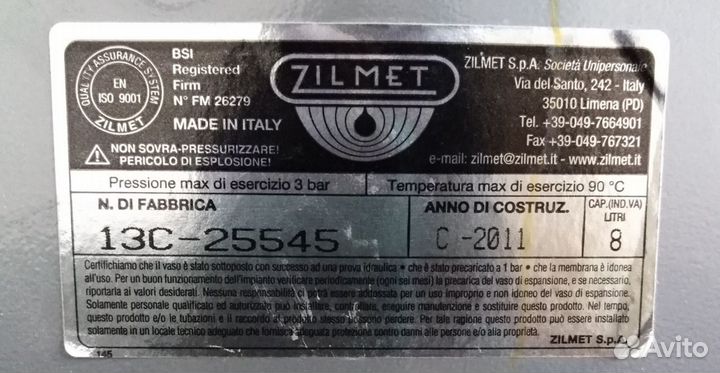 QUALITY ASSURANCE SYSTEM
EN
ISO 9001
ZILMET
BSI
Registered
Firm
N° FM 26279
MADE IN ITALY
NON SOVRA-PRESSURIZZARE!
PERICOLO DI ESPLOSIONE!
ZILMET
ZILMET S.p.A. Società Unipersonale
Via del Santo, 242 - Italy
35010 Limena (PD)
Tel. +39-049-7664901
Fax +39-049-767321
e-mail: zilmet@zilmet.it - www.zilmet.it
Pressione max di esercizio 3 bar
Temperatura max di esercizio 90 °C
N. DI FABBRICA
13C-25545
ANNO DI COSTRUZ.
C -2011
CAP.(IND.VA)
LITRI
8
Certifichiamo che il vaso è stato sottoposto con successo ad una prova idraulica • che è stato precaricato a 1 bar • che la membrana è idonea
all'uso. Per un buon funzionamento dell'impianto verificare periodicamente (ogni sei mesi) la precarica del vaso di espansione, e se necessario,
riportarla ai valori desiderati. Nessuna responsabilità ci potrà essere addossata per un uso improprio e non idoneo del vaso di espansione.
Solamente personale qualificato ed autorizzato può installare, controllare, eseguire manutenzione e sostituire questo prodotto. Nel tempo,
questo prodotto e/o le tubazioni e il raccordo al prodotto stesso, possono dare luogo a perdite. Per tale ragione questo prodotto può essere
solamente in un locale tecnico adeguato che fornisca adeguata protezione contro danni alle persone e/o alla proprietà.
ZILMET S.p.A.
145
Avito